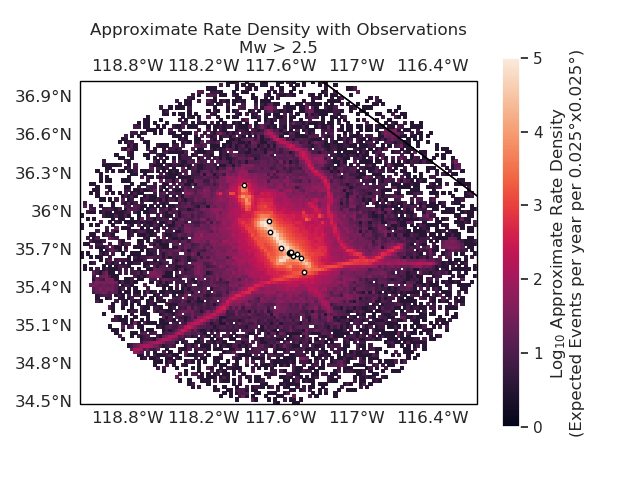 Approximate Rate Density with Observations
Mw > 2.5
118.8°W 118.2°W 117.6°W 117°W 116.4°W
36.9°N
36.6°N
36.3°N
36°N
35.7°N
35.4°N
35.1°N
34.8°N
34.5°N
118.8°W 118.2°W 117.6°W 117°W 116.4°W
5
4
3
2
1
0
Log₁₀ Approximate Rate Density
(Expected Events per year per 0.025°x0.025°)